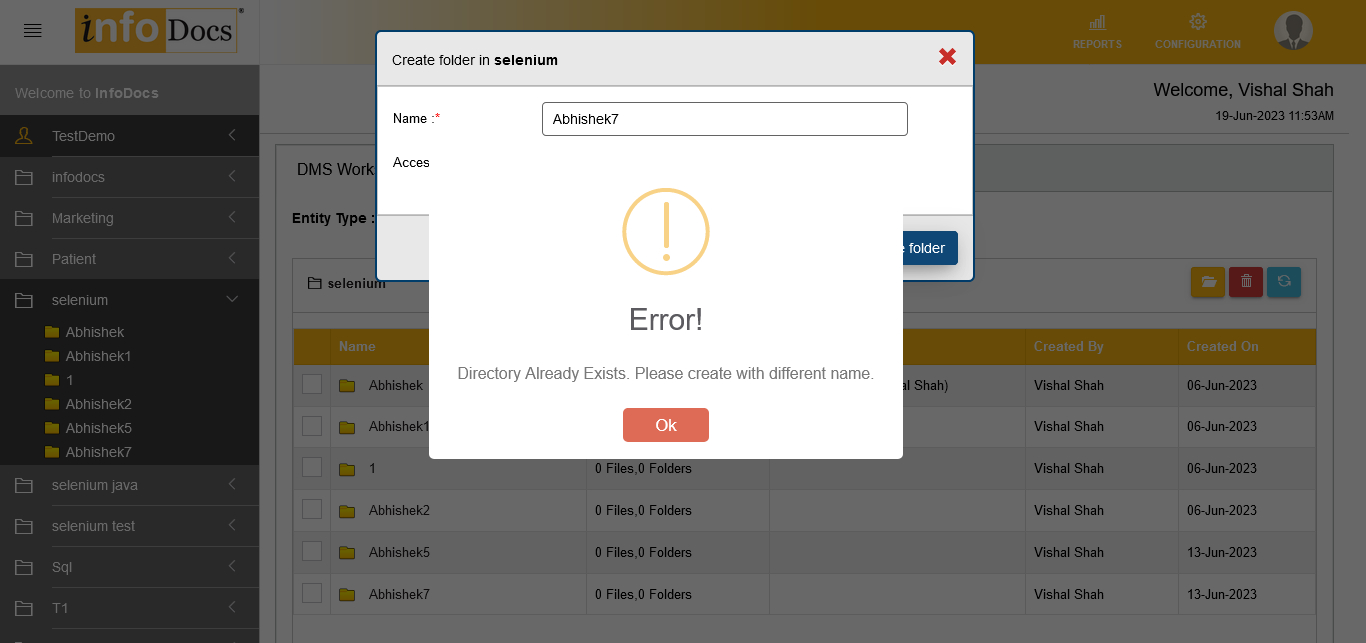 info Docs
REPORTS
CONFIGURATION
Welcome to InfoDocs
Welcome, Vishal Shah
19-Jun-2023 11:53AM
TestDemo
infodocs
Marketing
Patient
selenium
Abhishek
Abhishek1
1
Abhishek2
Abhishek5
Abhishek7
selenium java
selenium test
Sql
T1
Create folder in selenium
Name :*
Abhishek7
Acces
folder
Error!
Directory Already Exists. Please create with different name.
Ok
DMS Work
Entity Type :
selenium
Name Created By Created On
Abhishek al Shah) Vishal Shah 06-Jun-2023
Abhishek1 Vishal Shah 06-Jun-2023
1 0 Files,0 Folders Vishal Shah 06-Jun-2023
Abhishek2 0 Files,0 Folders Vishal Shah 06-Jun-2023
Abhishek5 0 Files,0 Folders Vishal Shah 13-Jun-2023
Abhishek7 0 Files,0 Folders Vishal Shah 13-Jun-2023